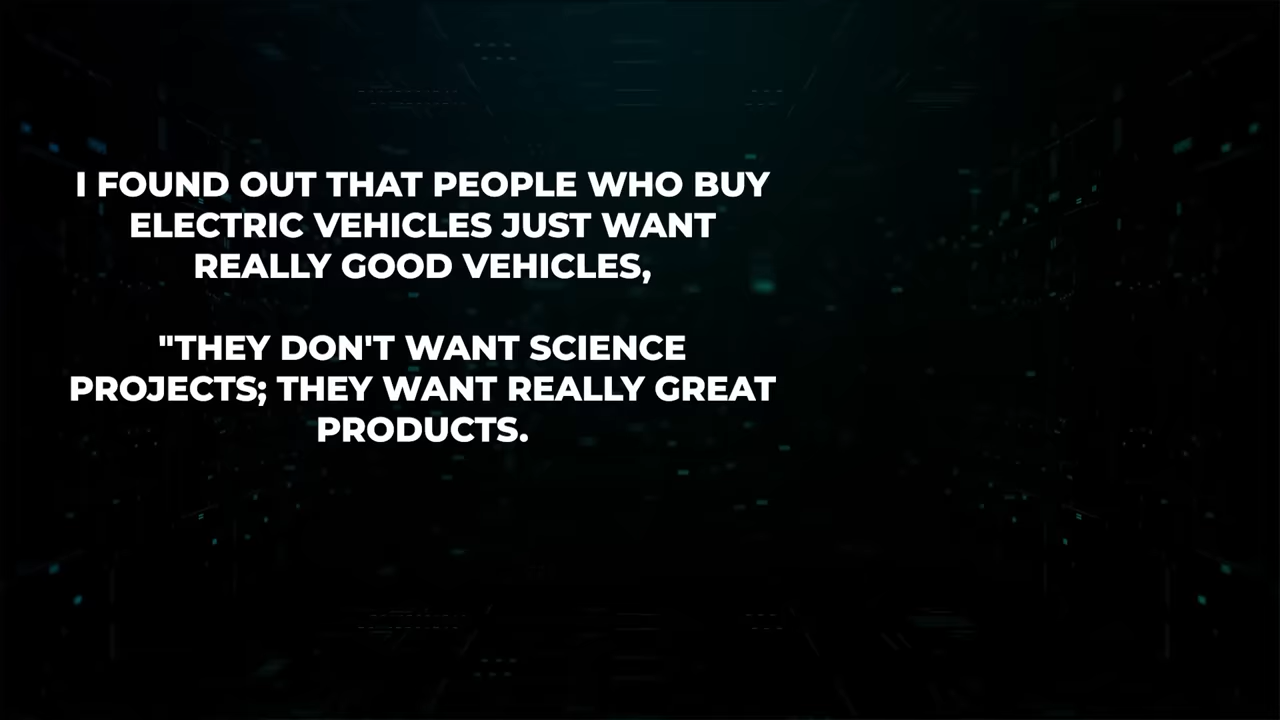 I FOUND OUT THAT PEOPLE WHO BUY
ELECTRIC VEHICLES JUST WANT
REALLY GOOD VEHICLES,
"THEY DON'T WANT SCIENCE
PROJECTS; THEY WANT REALLY GREAT
PRODUCTS.